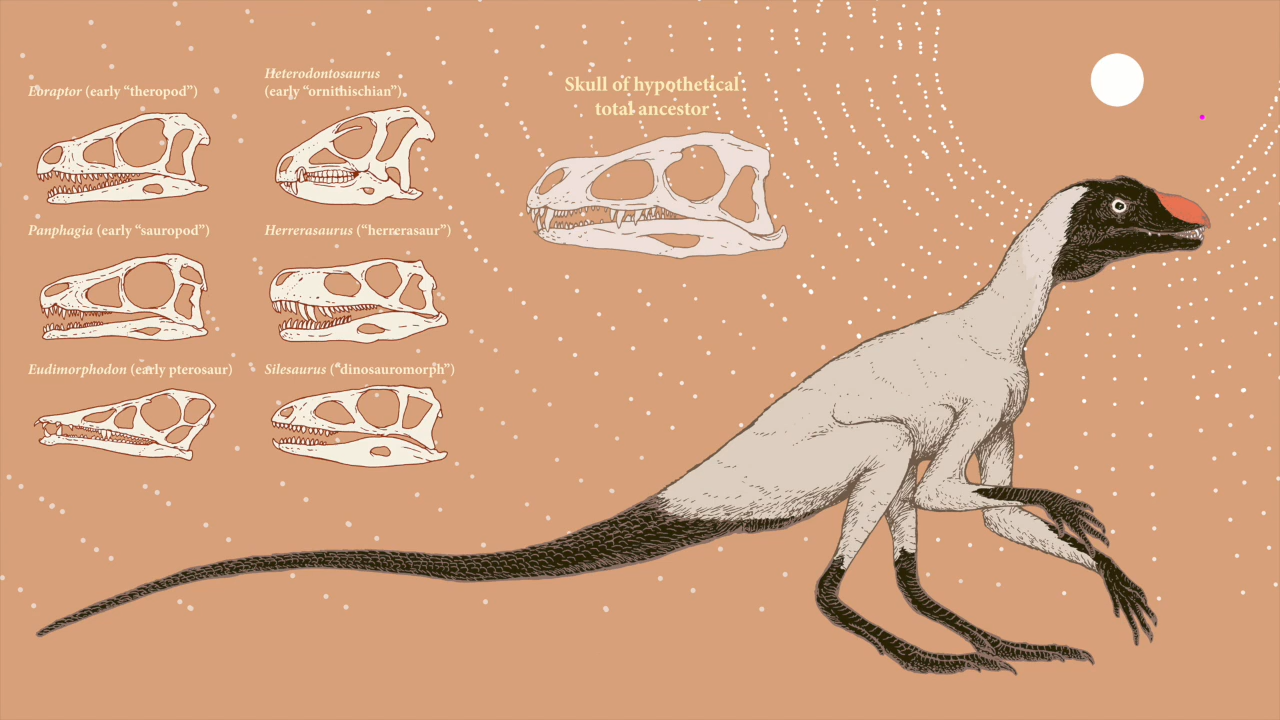 Eoraptor (early “theropod”)
Heterodontosaurus
(early “ornithischian”)
Skull of hypothetical
total ancestor
Panphagia (early “sauropod”)
Herrerasaurus (“herrerasaur”)
Eudimorphodon (early pterosaur)
Silesaurus (“dinosauromorph”)